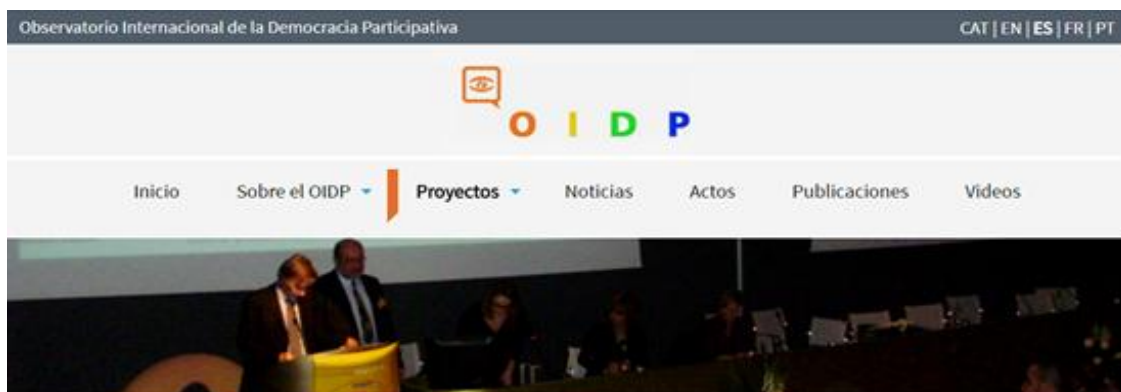 Observatorio Internacional de la Democracia Participativa
CAT | EN | ES | FR | PT
O I D P
Inicio Sobre el OIDP Proyectos Noticias Actos Publicaciones Videos